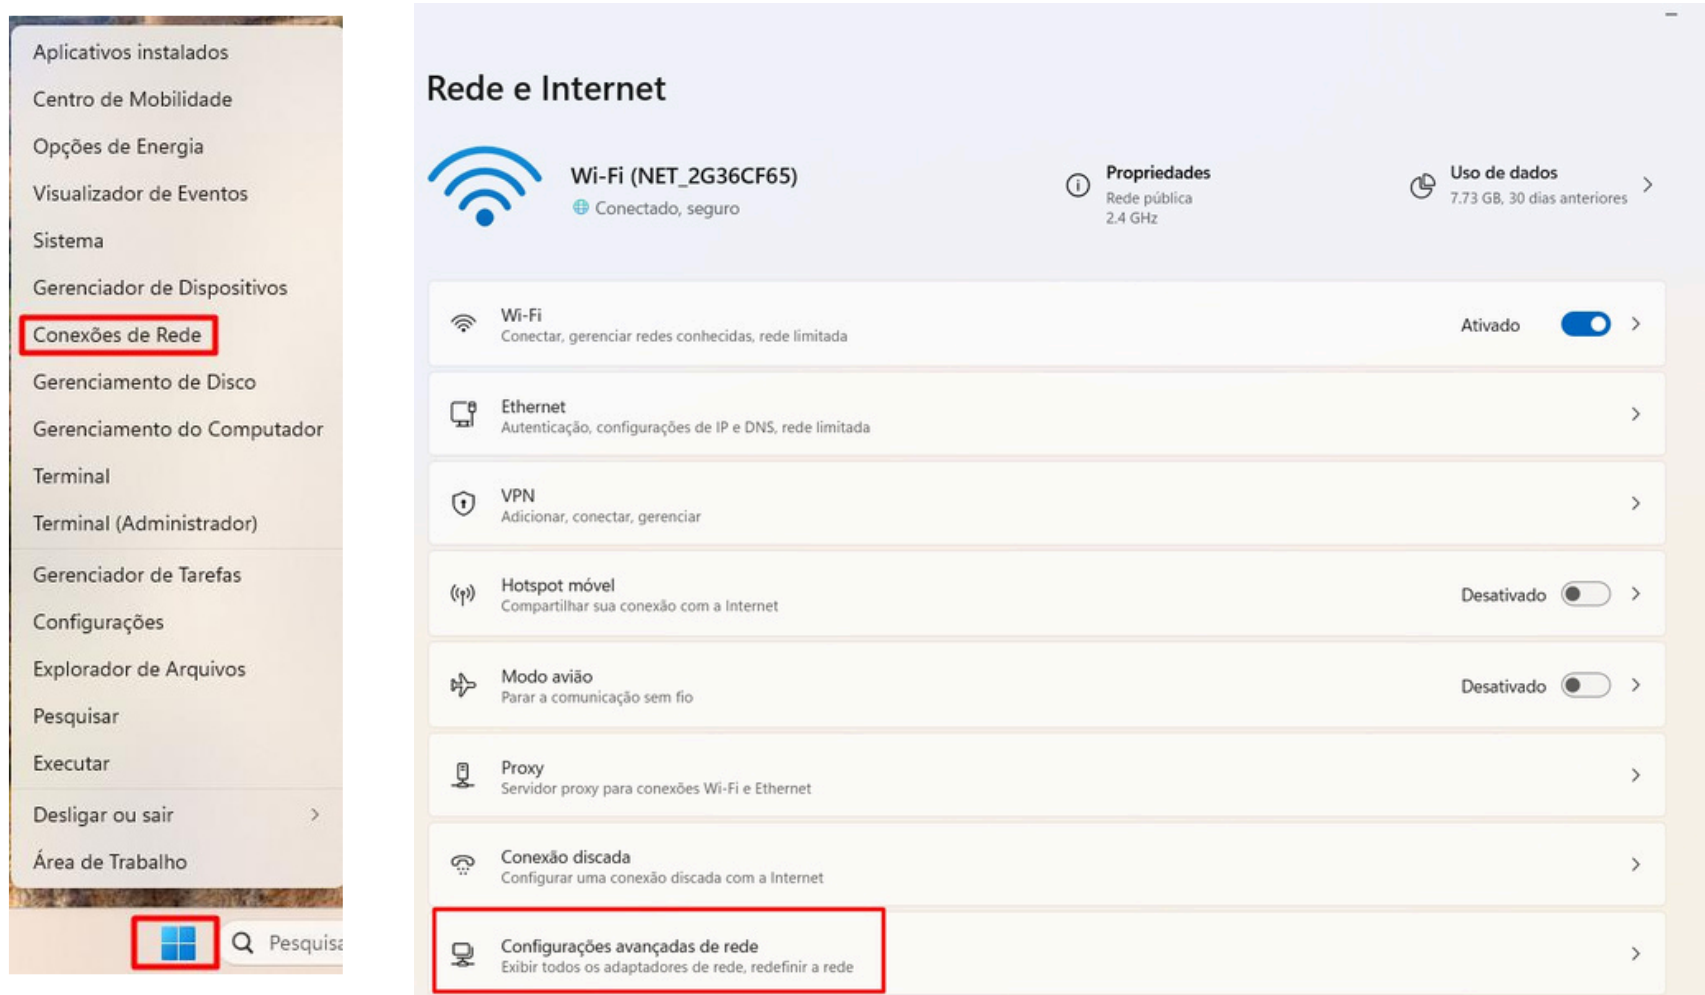 Aplicativos instalados
Centro de Mobilidade
Opções de Energia
Visualizador de Eventos
Sistema
Gerenciador de Dispositivos
Conexões de Rede
Gerenciamento de Disco
Gerenciamento do Computador
Terminal
Terminal (Administrador)
Gerenciador de Tarefas
Configurações
Explorador de Arquivos
Pesquisar
Executar
Desligar ou sair
Área de Trabalho
Pesquisa
Rede e Internet
Wi-Fi (NET_2G36CF65)
Conectado, seguro
Propriedades
Rede pública
2.4 GHz
Uso de dados
7.73 GB, 30 dias anteriores
Wi-Fi
Conectar, gerenciar redes conhecidas, rede limitada
Ativado
Ethernet
Autenticação, configurações de IP e DNS, rede limitada
VPN
Adicionar, conectar, gerenciar
Hotspot móvel
Compartilhar sua conexão com a Internet
Desativado
Modo avião
Parar a comunicação sem fio
Desativado
Proxy
Servidor proxy para conexões Wi-Fi e Ethernet
Conexão discada
Configurar uma conexão discada com a Internet
Configurações avançadas de rede
Exibir todos os adaptadores de rede, redefinir a rede